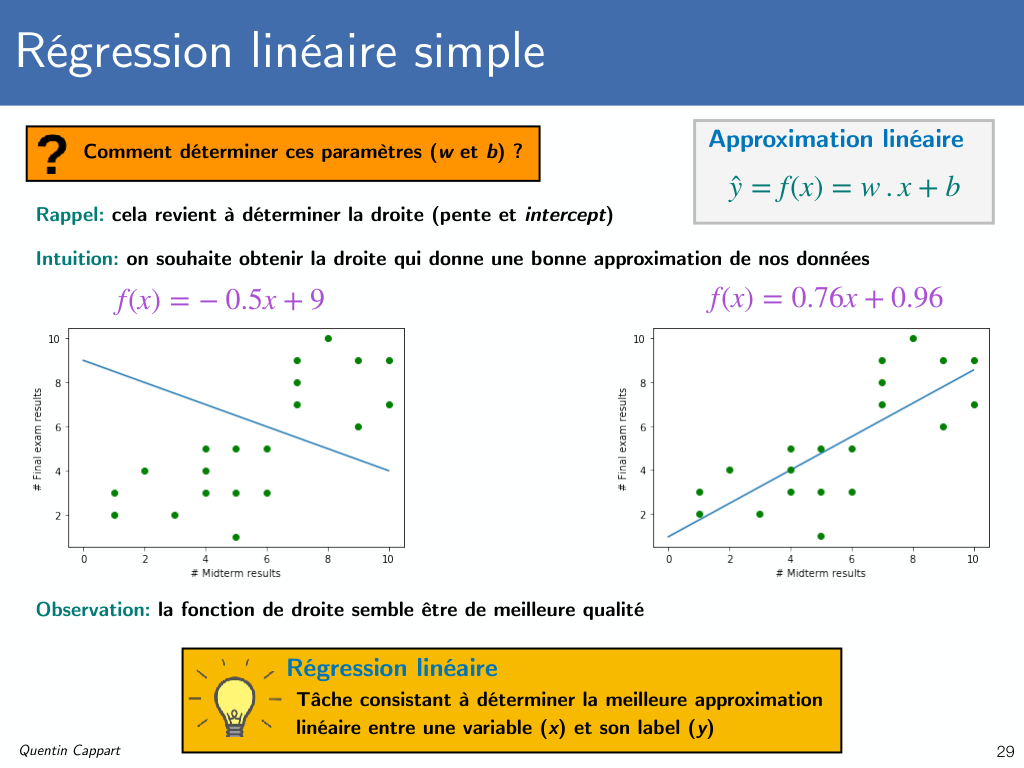 Régression linéaire simple
? Comment déterminer ces paramètres (w et b) ?
Approximation linéaire
ŷ = f(x) = w . x + b
Rappel: cela revient à déterminer la droite (pente et intercept)
Intuition: on souhaite obtenir la droite qui donne une bonne approximation de nos données
f(x) = − 0.5x + 9
10
8
6
4
2
# Final exam results
0 2 4 6 8 10
# Midterm results
f(x) = 0.76x + 0.96
10
8
6
4
2
# Final exam results
0 2 4 6 8 10
# Midterm results
Observation: la fonction de droite semble être de meilleure qualité
Régression linéaire
Tâche consistant à déterminer la meilleure approximation
linéaire entre une variable (x) et son label (y)
Quentin Cappart
29